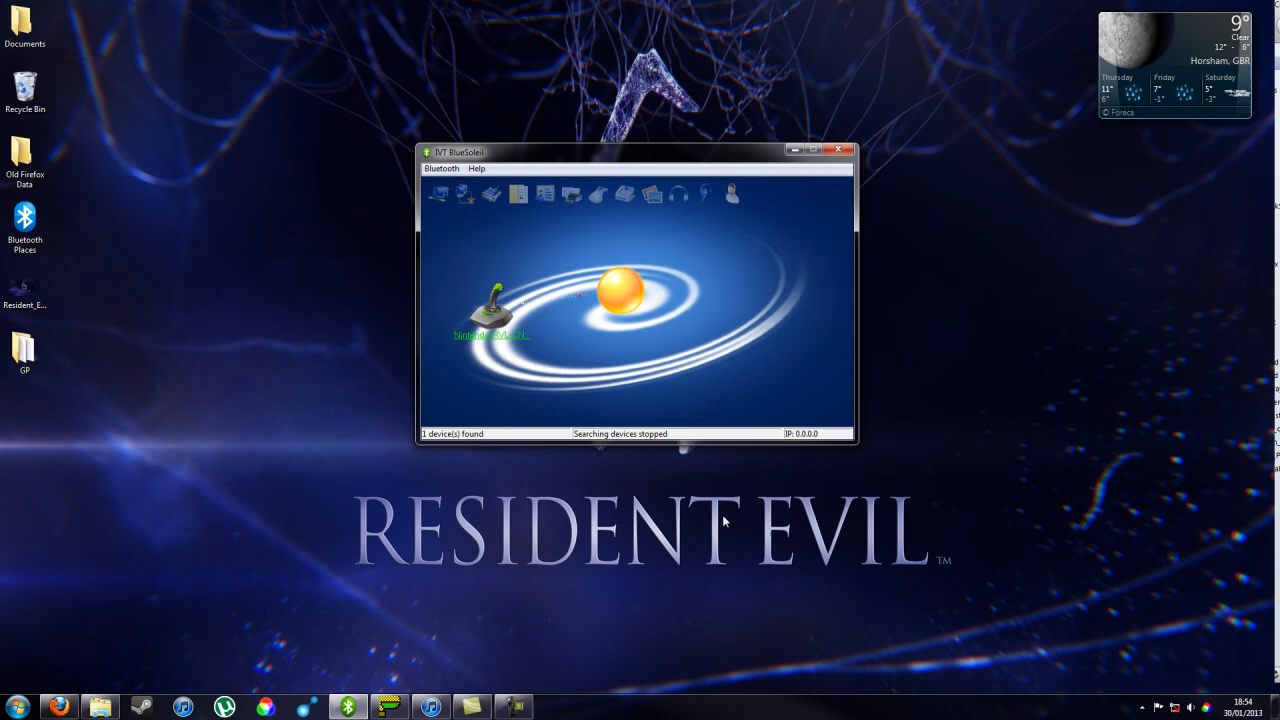 Documents
Recycle Bin
Old Firefox
Data
Bluetooth
Places
Resident_E...
GP
9°
Clear
12° - 6°
Horsham, GBR
Thursday
11°
6°
Friday
7°
-1°
Saturday
5°
-3°
© Foreca
IVT BlueSoleil
Bluetooth Help
1 device(s) found
Searching devices stopped
IP: 0.0.0.0
RESIDENT EVIL™
18:54
30/01/2013